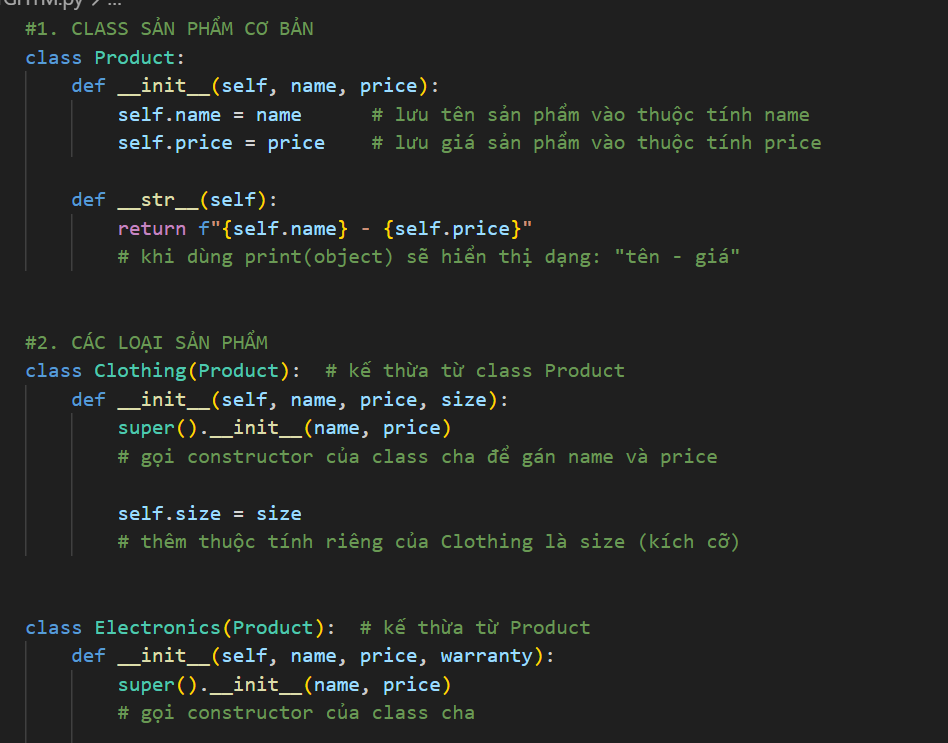 #1. CLASS SẢN PHẨM CƠ BẢN
class Product:
    def __init__(self, name, price):
        self.name = name      # lưu tên sản phẩm vào thuộc tính name
        self.price = price    # lưu giá sản phẩm vào thuộc tính price
    def __str__(self):
        return f"{self.name} - {self.price}"
        # khi dùng print(object) sẽ hiển thị dạng: "tên - giá"
#2. CÁC LOẠI SẢN PHẨM
class Clothing(Product):  # kế thừa từ class Product
    def __init__(self, name, price, size):
        super().__init__(name, price)
        # gọi constructor của class cha để gán name và price
        self.size = size
        # thêm thuộc tính riêng của Clothing là size (kích cỡ)
class Electronics(Product):  # kế thừa từ Product
    def __init__(self, name, price, warranty):
        super().__init__(name, price)
        # gọi constructor của class cha